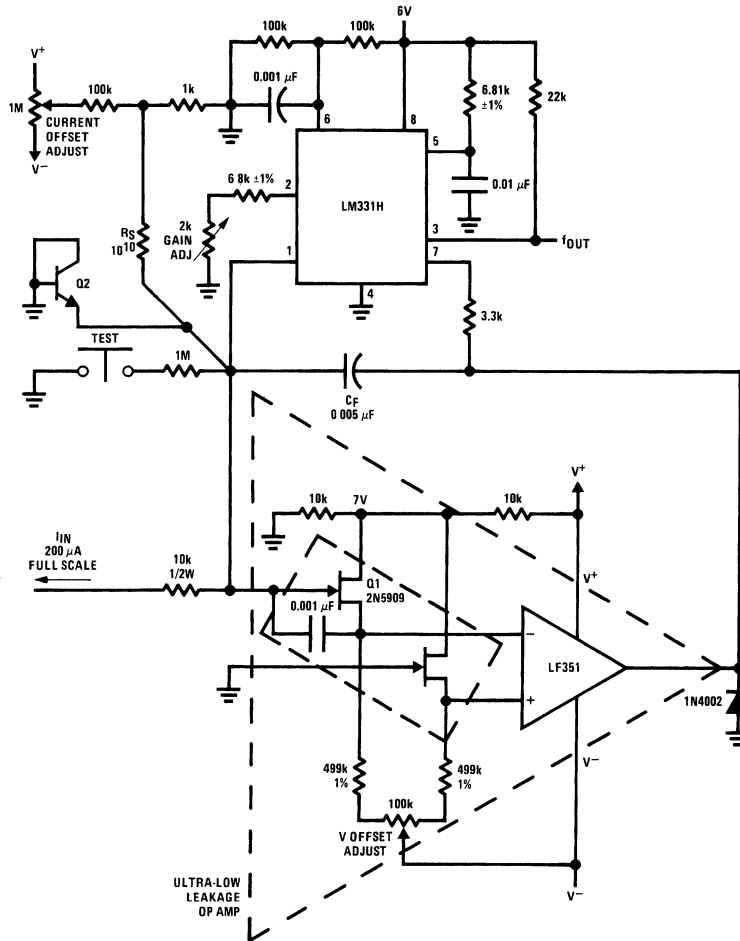 6V
100k
100k
V+
0.001 µF
6.81k
±1%
22k
100k
1k
1M
CURRENT
OFFSET
ADJUST
V−
6
8
5
6 8k ±1%
2
LM331H
0.01 µF
RS
10^10
2k
GAIN
ADJ
3
fOUT
1
7
Q2
4
3.3k
TEST
1M
CF
0 005 µF
V+
10k
7V
10k
IIN
200 µA
FULL SCALE
10k
1/2W
Q1
2N5909
V+
0.001 µF
−
LF351
+
1N4002
499k
1%
499k
1%
V−
100k
V OFFSET
ADJUST
ULTRA-LOW
LEAKAGE
OP AMP
V−